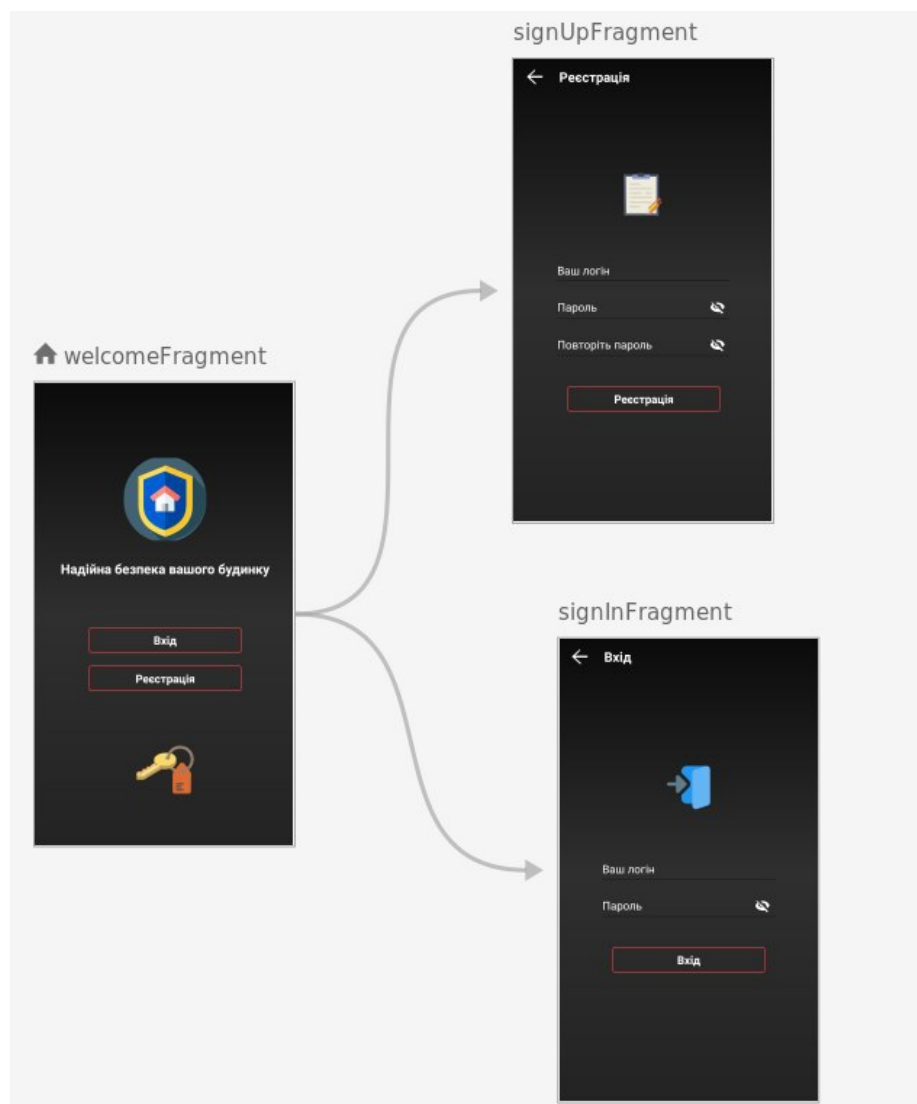 signUpFragment
Реєстрація
Ваш логін
Пароль
Повторіть пароль
Реєстрація
welcomeFragment
Надійна безпека вашого будинку
Вхід
Реєстрація
signInFragment
Вхід
Ваш логін
Пароль
Вхід